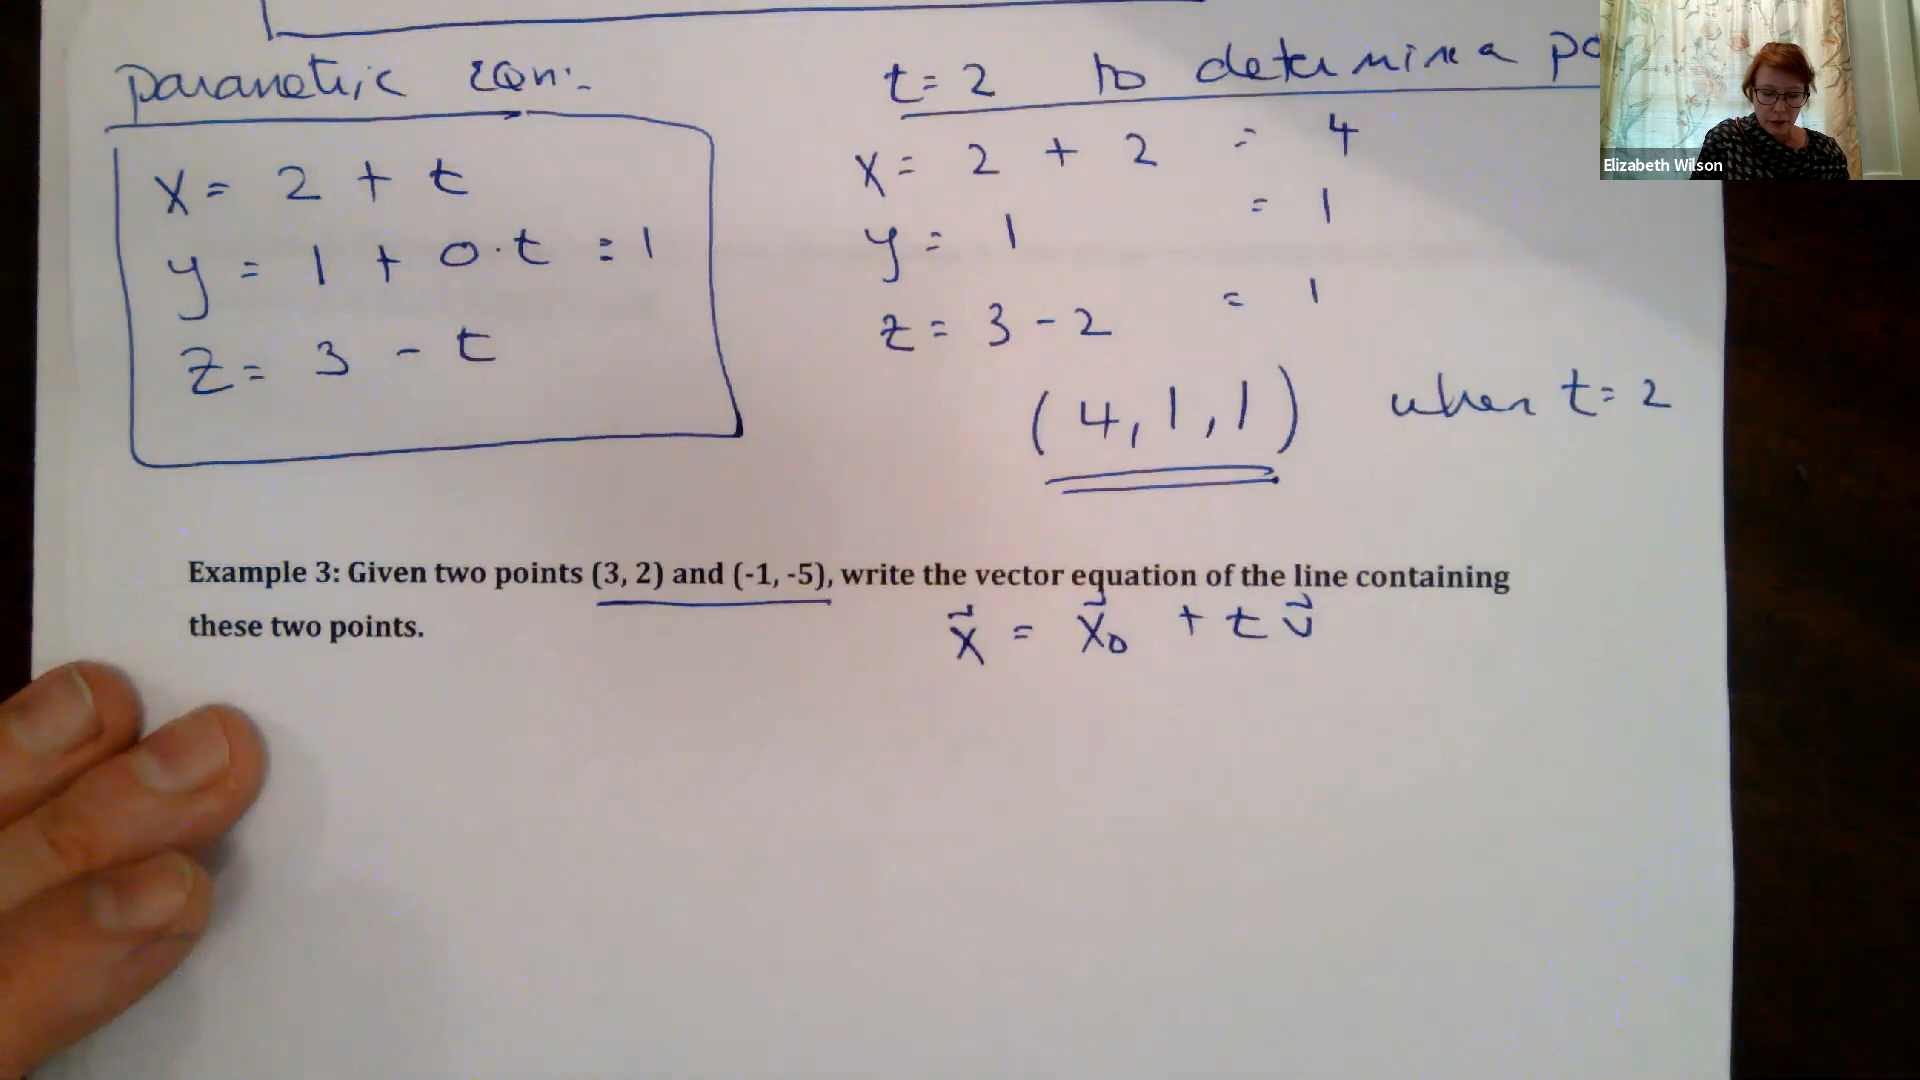 parametric eqn:
x = 2 + t
y = 1 + 0·t = 1
z = 3 - t
t = 2 to determine a po
x = 2 + 2 = 4
y = 1 = 1
z = 3 - 2 = 1
(4, 1, 1) when t = 2
Elizabeth Wilson
Example 3: Given two points (3, 2) and (-1, -5), write the vector equation of the line containing
these two points.
x⃗ = x⃗₀ + t v⃗